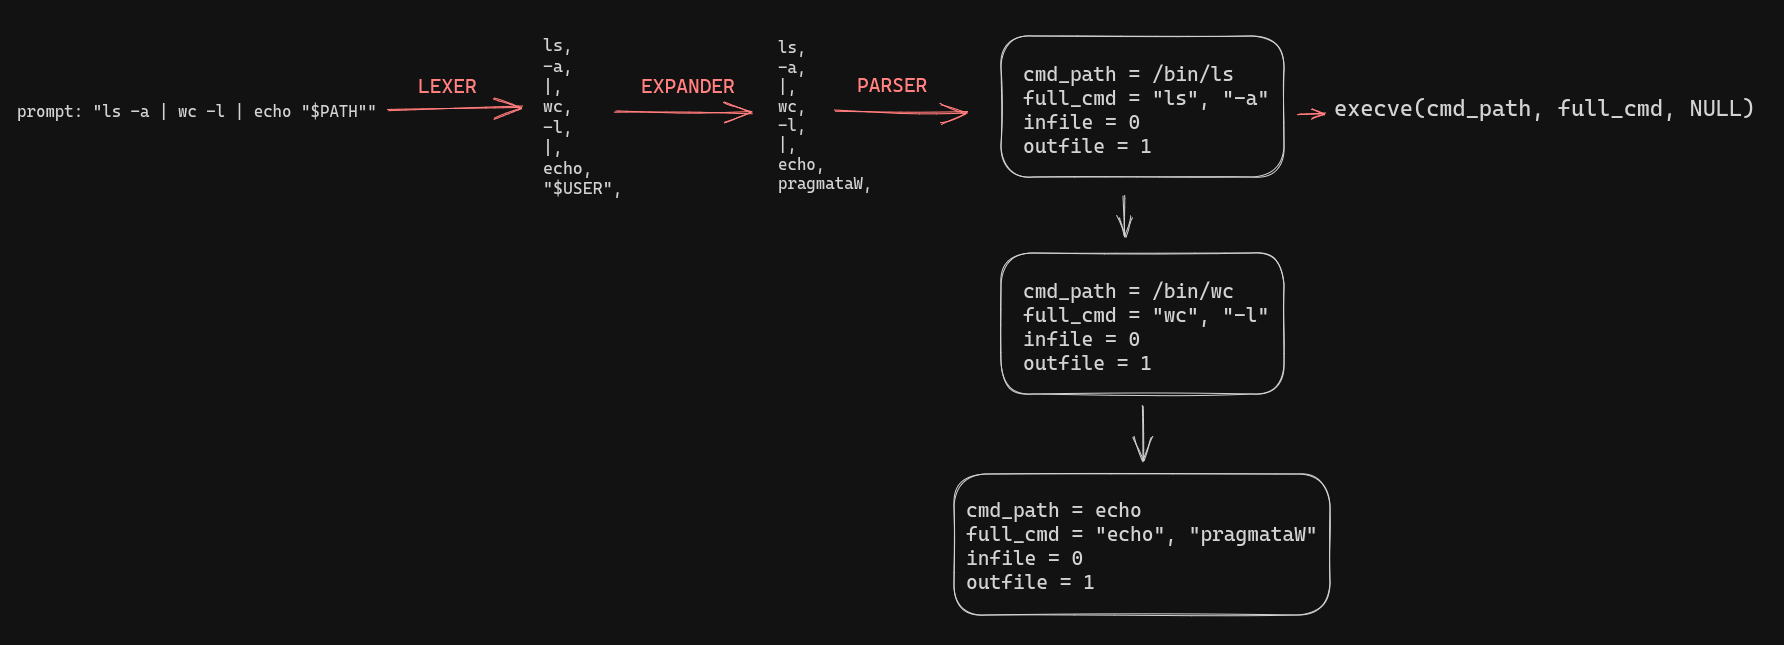 prompt: "ls -a | wc -l | echo "$PATH""
LEXER
ls,
-a,
|,
wc,
-l,
|,
echo,
"$USER",
EXPANDER
ls,
-a,
|,
wc,
-l,
|,
echo,
pragmataW,
PARSER
cmd_path = /bin/ls
full_cmd = "ls", "-a"
infile = 0
outfile = 1
execve(cmd_path, full_cmd, NULL)
cmd_path = /bin/wc
full_cmd = "wc", "-l"
infile = 0
outfile = 1
cmd_path = echo
full_cmd = "echo", "pragmataW"
infile = 0
outfile = 1